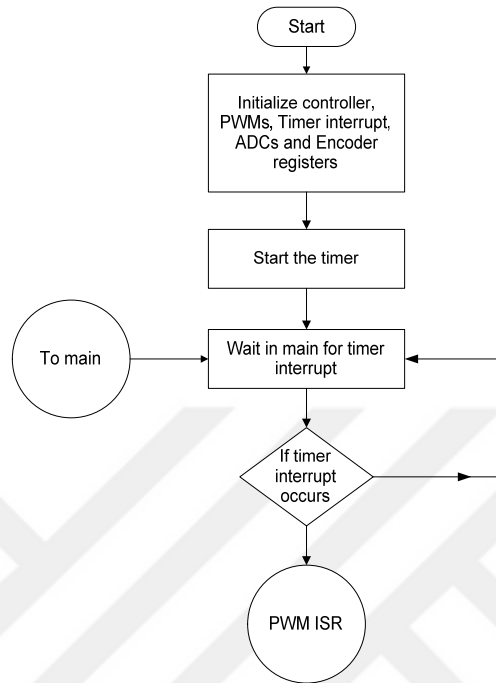 Start
Initialize controller,
PWMs, Timer interrupt,
ADCs and Encoder
registers
Start the timer
To main
Wait in main for timer
interrupt
If timer
interrupt
occurs
PWM ISR